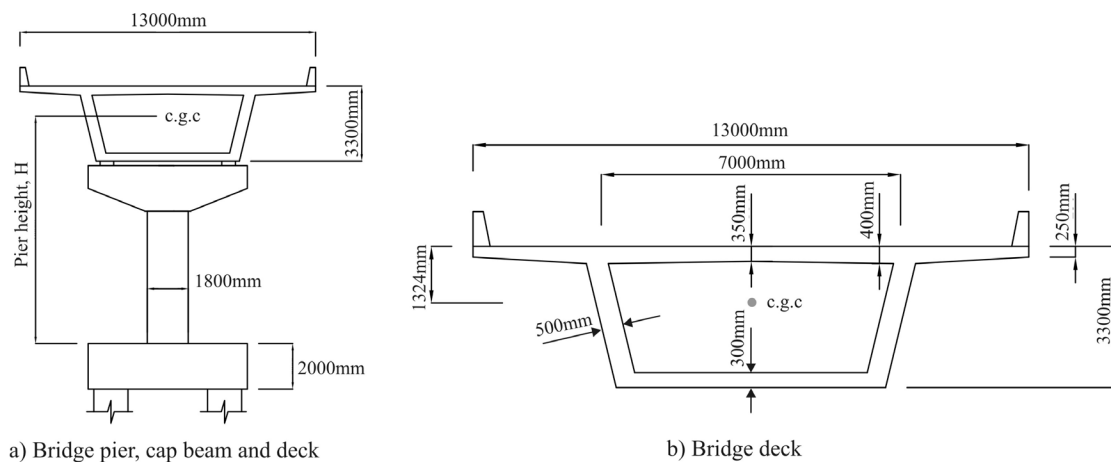 13000mm
c.g.c
3300mm
Pier height, H
1800mm
2000mm
a) Bridge pier, cap beam and deck
13000mm
7000mm
350mm
400mm
250mm
1324mm
c.g.c
500mm
300mm
3300mm
b) Bridge deck